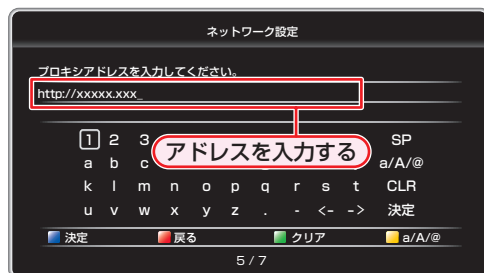 ネットワーク設定
プロキシアドレスを入力してください。
http://xxxxx.xxx_
1 2 3 SP
アドレスを入力する
a b c a/A/@
k l m n o p q r s t CLR
u v w x y z . - <- -> 決定
決定 戻る クリア a/A/@
5 / 7